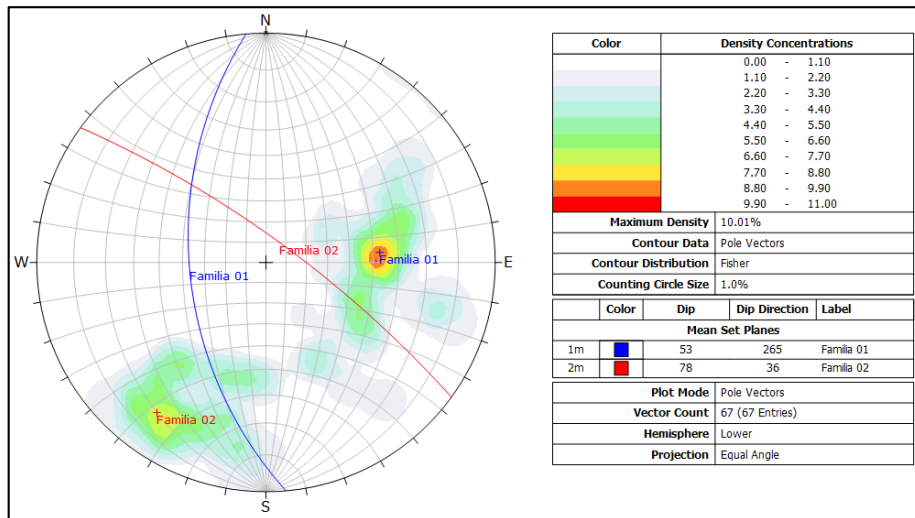 N
W
E
S
Familia 01
Familia 02
Familia 01
Familia 02
Color Density Concentrations
0.00 - 1.10
1.10 - 2.20
2.20 - 3.30
3.30 - 4.40
4.40 - 5.50
5.50 - 6.60
6.60 - 7.70
7.70 - 8.80
8.80 - 9.90
9.90 - 11.00
Maximum Density 10.01%
Contour Data Pole Vectors
Contour Distribution Fisher
Counting Circle Size 1.0%
Color Dip Dip Direction Label
Mean Set Planes
1m 53 265 Familia 01
2m 78 36 Familia 02
Plot Mode Pole Vectors
Vector Count 67 (67 Entries)
Hemisphere Lower
Projection Equal Angle